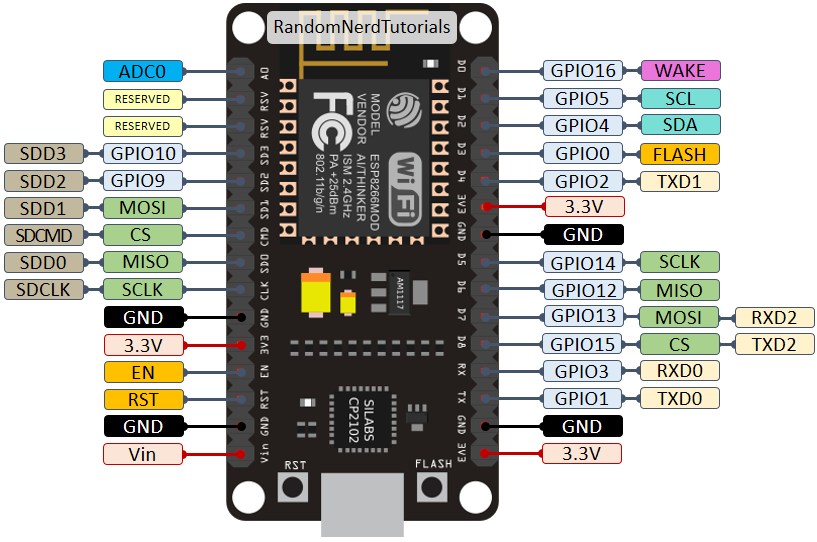 RandomNerdTutorials
ADC0
RESERVED
RESERVED
SDD3 GPIO10
SDD2 GPIO9
SDD1 MOSI
SDCMD CS
SDD0 MISO
SDCLK SCLK
GND
3.3V
EN
RST
GND
Vin
A0
RSV
RSV
SD3
SD2
SD1
CMD
SD0
CLK
GND
3V3
EN
RST
GND
Vin
MODEL ESP8266MOD
VENDOR AI/THINKER
ISM 2.4GHz
PA +25dBm
802.11b/g/n
FC
Wi Fi
AM1117
SILABS
CP2102
RST
FLASH
D0
D1
D2
D3
D4
3V3
GND
D5
D6
D7
D8
RX
TX
GND
3V3
GPIO16 WAKE
GPIO5 SCL
GPIO4 SDA
GPIO0 FLASH
GPIO2 TXD1
3.3V
GND
GPIO14 SCLK
GPIO12 MISO
GPIO13 MOSI RXD2
GPIO15 CS TXD2
GPIO3 RXD0
GPIO1 TXD0
GND
3.3V